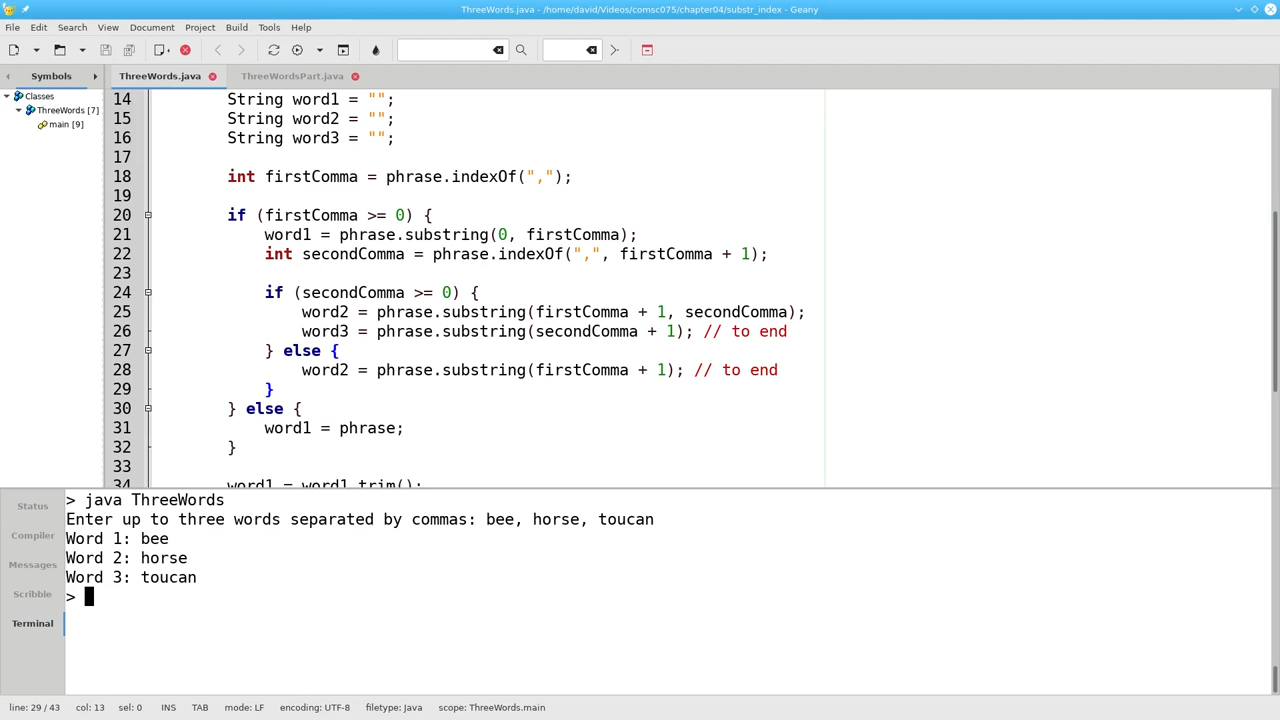 ThreeWords.java - /home/david/Videos/comsc075/chapter04/substr_index - Geany
File Edit Search View Document Project Build Tools Help
Symbols ThreeWords.java ThreeWordsPart.java
Classes
ThreeWords [7]
main [9]
14 String word1 = "";
15 String word2 = "";
16 String word3 = "";
17
18 int firstComma = phrase.indexOf(",");
19
20 if (firstComma >= 0) {
21 word1 = phrase.substring(0, firstComma);
22 int secondComma = phrase.indexOf(",", firstComma + 1);
23
24 if (secondComma >= 0) {
25 word2 = phrase.substring(firstComma + 1, secondComma);
26 word3 = phrase.substring(secondComma + 1); // to end
27 } else {
28 word2 = phrase.substring(firstComma + 1); // to end
29 }
30 } else {
31 word1 = phrase;
32 }
33
34 word1 = word1.trim();
Status
Compiler
Messages
Scribble
Terminal
> java ThreeWords
Enter up to three words separated by commas: bee, horse, toucan
Word 1: bee
Word 2: horse
Word 3: toucan
>
line: 29 / 43 col: 13 sel: 0 INS TAB mode: LF encoding: UTF-8 filetype: Java scope: ThreeWords.main